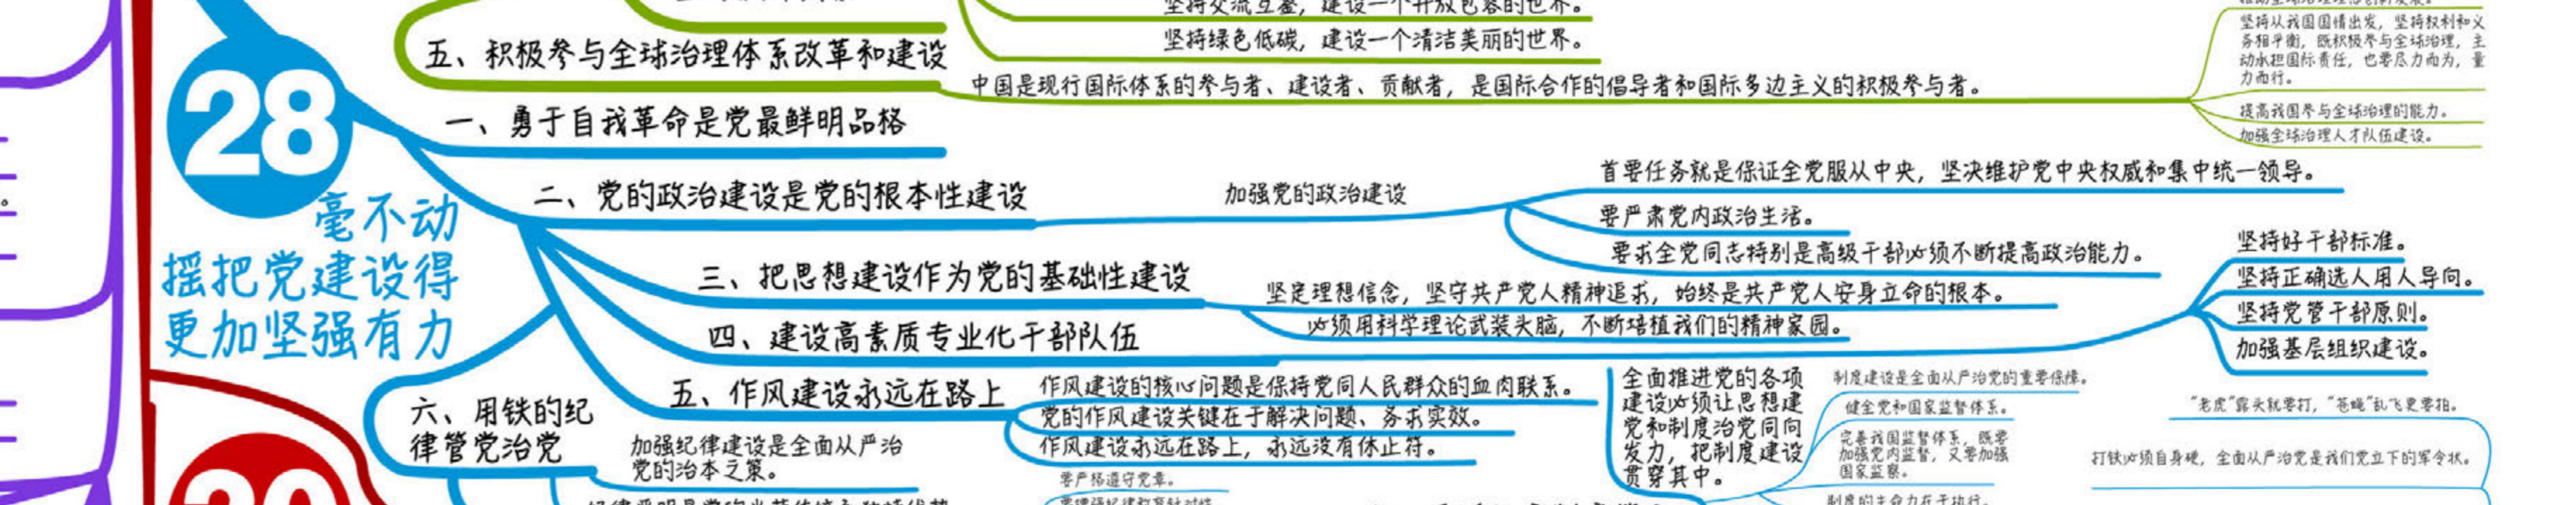 坚持交流互鉴，建设一个开放包容的世界。
坚持绿色低碳，建设一个清洁美丽的世界。
五、积极参与全球治理体系改革和建设
中国是现行国际体系的参与者、建设者、贡献者，是国际合作的倡导者和国际多边主义的积极参与者。
坚持从我国国情出发，坚持权利和义
务相平衡，既积极参与全球治理，主
动承担国际责任，也要尽力而为，量
力而行。
提高我国参与全球治理的能力。
加强全球治理人才队伍建设。
28
毫不动
摇把党建设得
更加坚强有力
一、勇于自我革命是党最鲜明品格
二、党的政治建设是党的根本性建设
加强党的政治建设
首要任务就是保证全党服从中央，坚决维护党中央权威和集中统一领导。
要严肃党内政治生活。
要求全党同志特别是高级干部必须不断提高政治能力。
三、把思想建设作为党的基础性建设
坚定理想信念，坚守共产党人精神追求，始终是共产党人安身立命的根本。
必须用科学理论武装头脑，不断培植我们的精神家园。
四、建设高素质专业化干部队伍
坚持好干部标准。
坚持正确选人用人导向。
坚持党管干部原则。
加强基层组织建设。
五、作风建设永远在路上
作风建设的核心问题是保持党同人民群众的血肉联系。
党的作风建设关键在于解决问题、务求实效。
作风建设永远在路上，永远没有休止符。
六、用铁的纪
律管党治党
加强纪律建设是全面从严治
党的治本之策。
要严格遵守党章。
全面推进党的各项
建设必须让思想建
党和制度治党同向
发力，把制度建设
贯穿其中。
制度建设是全面从严治党的重要保障。
健全党和国家监督体系。
完善我国监督体系，既要
加强党内监督，又要加强
国家监察。
制度的生命力在于执行。
“老虎”露头就要打，“苍蝇”乱飞更要拍。
打铁必须自身硬，全面从严治党是我们党立下的军令状。